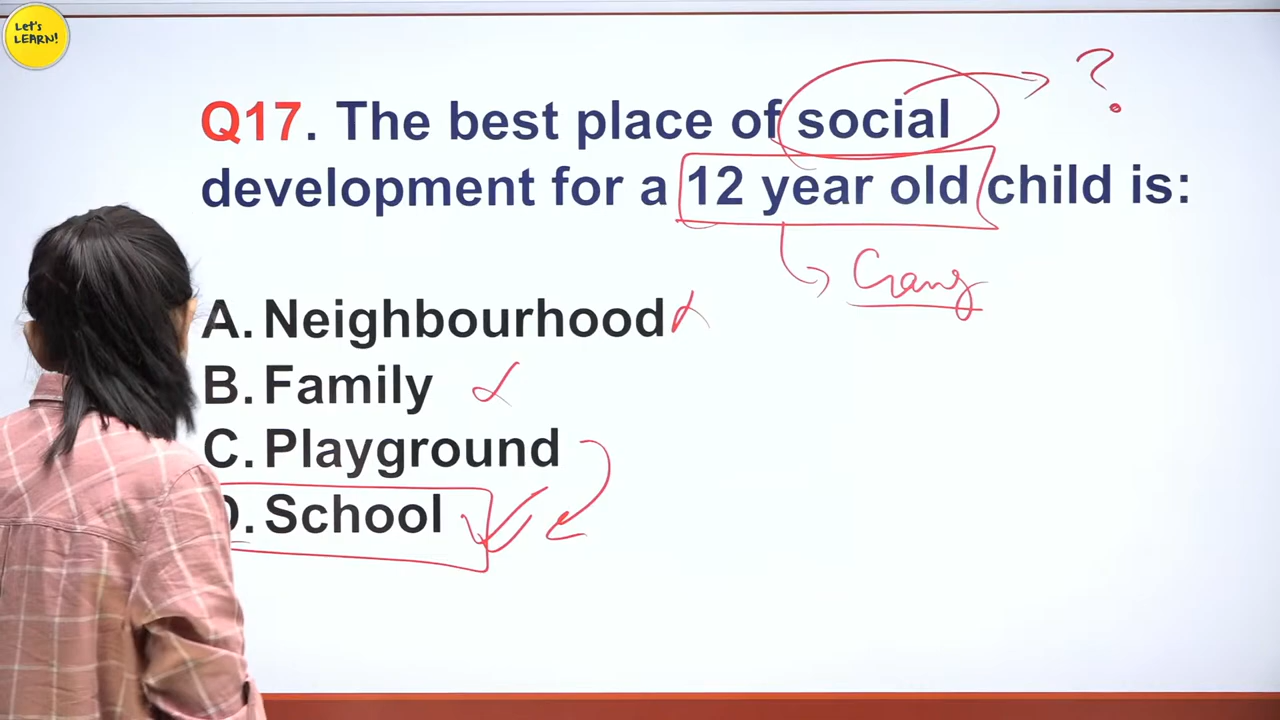 Let's
LEARN!
?
Q17. The best place of social
development for a 12 year old child is:
Gang
A. Neighbourhood
B. Family
C. Playground
D. School